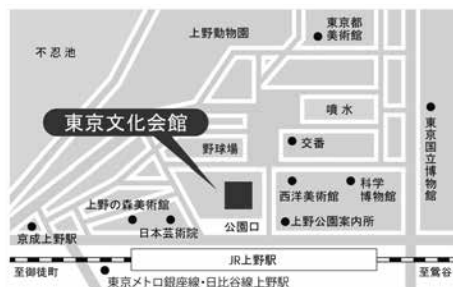 東京都
美術館
上野動物園
不忍池
噴水
東京文化会館
野球場
交番
東京国立博物館
西洋美術館
科学
博物館
上野の森美術館
日本芸術院
公園口
上野公園案内所
京成上野駅
JR上野駅
至御徒町
至鶯谷
東京メトロ銀座線・日比谷線上野駅